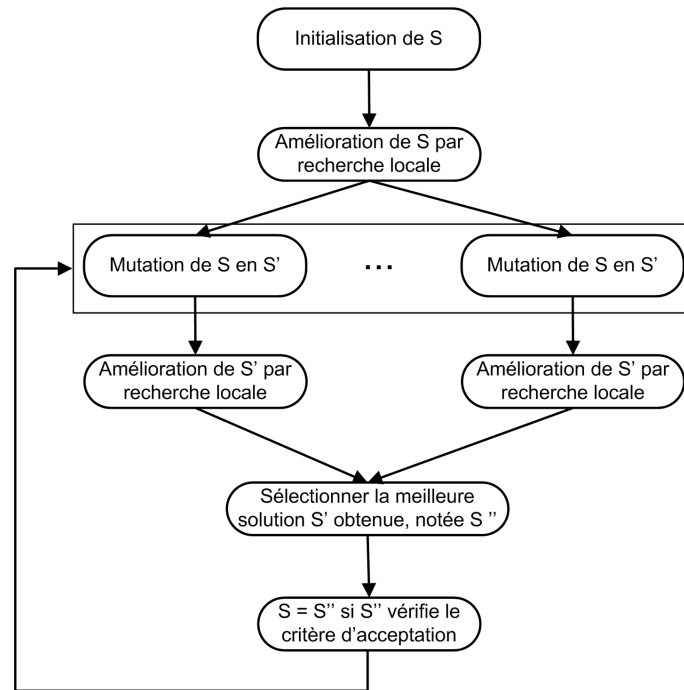 Initialisation de S
Amélioration de S par
recherche locale
Mutation de S en S’
...
Mutation de S en S’
Amélioration de S’ par
recherche locale
Amélioration de S’ par
recherche locale
Sélectionner la meilleure
solution S’ obtenue, notée S ’’
S = S’’ si S’’ vérifie le
critère d’acceptation